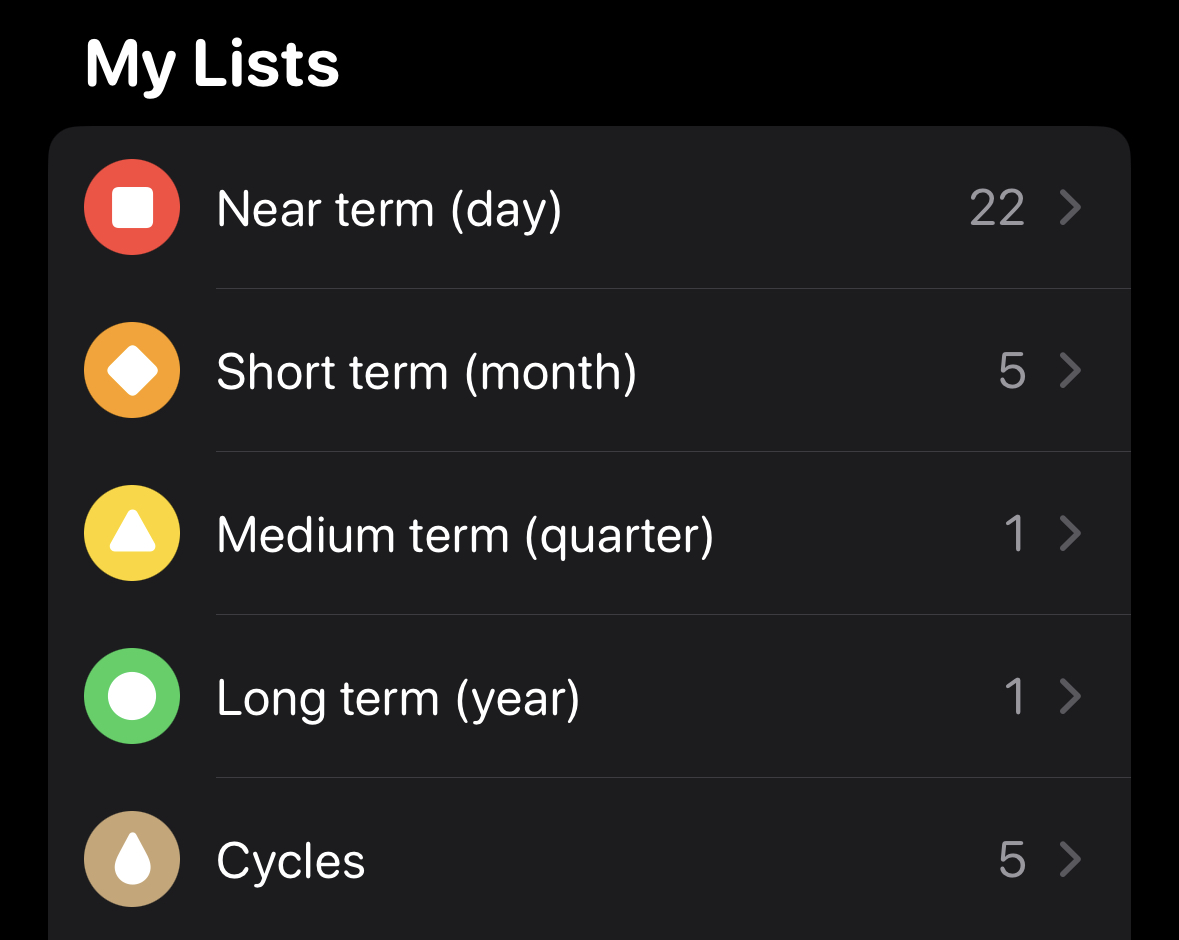 My Lists
Near term (day) 22
Short term (month) 5
Medium term (quarter) 1
Long term (year) 1
Cycles 5